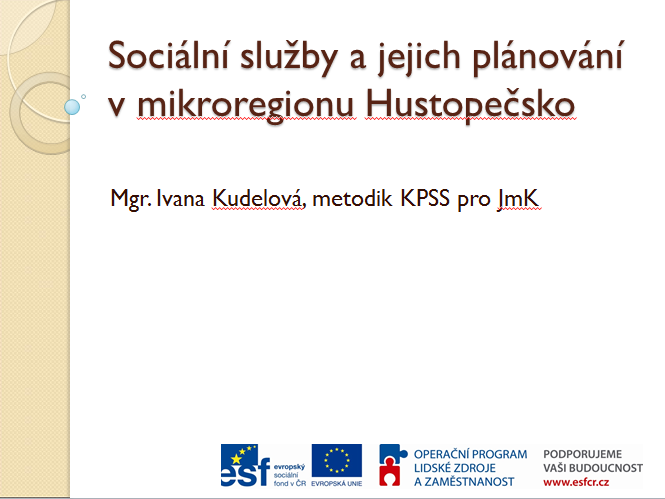 Sociální služby a jejich plánování
v mikroregionu Hustopečsko
Mgr. Ivana Kudelová, metodik KPSS pro JmK
esf
evropský
sociální
fond v ČR
EVROPSKÁ UNIE
OPERAČNÍ PROGRAM
LIDSKÉ ZDROJE
A ZAMĚSTNANOST
PODPORUJEME
VAŠI BUDOUCNOST
www.esfcr.cz